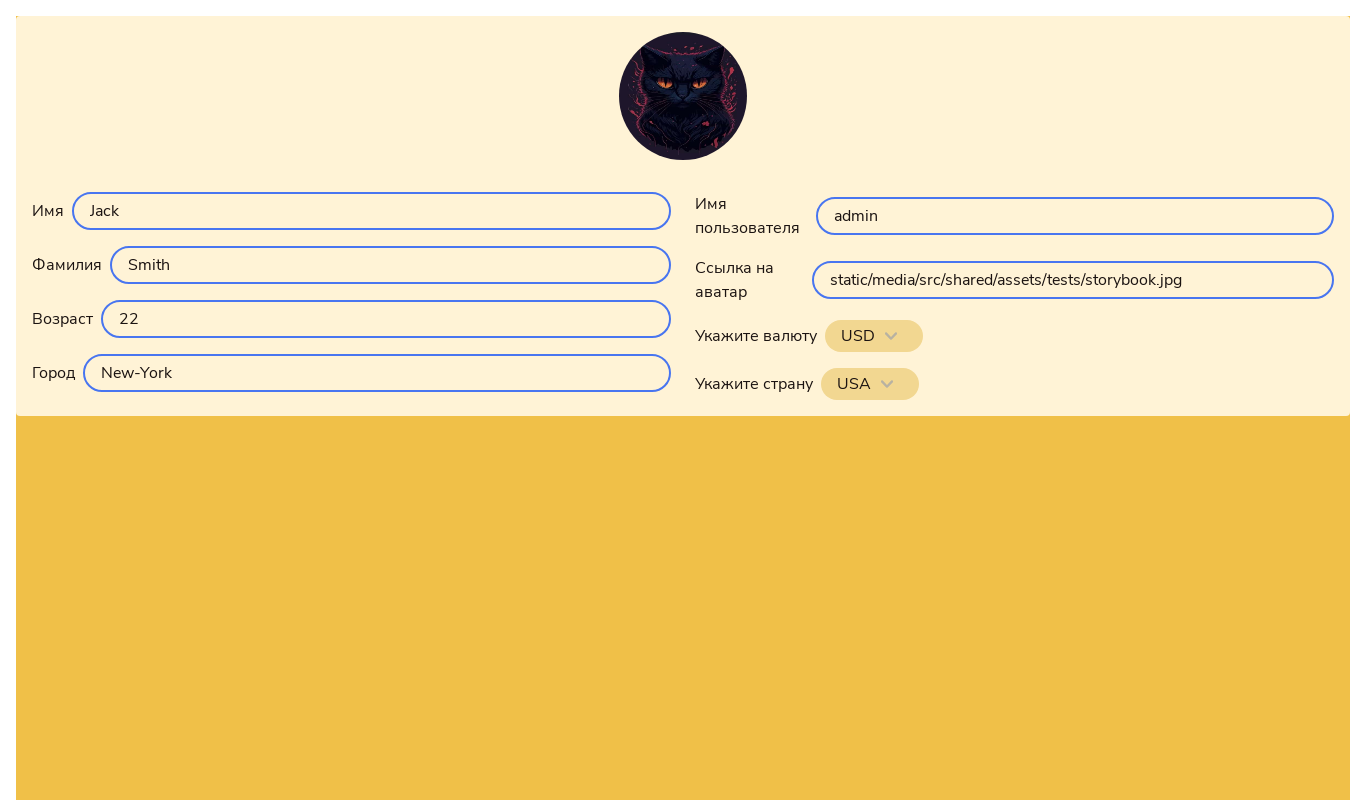 Имя
Jack
Фамилия
Smith
Возраст
22
Город
New-York
Имя
пользователя
admin
Ссылка на
аватар
static/media/src/shared/assets/tests/storybook.jpg
Укажите валюту
USD
Укажите страну
USA